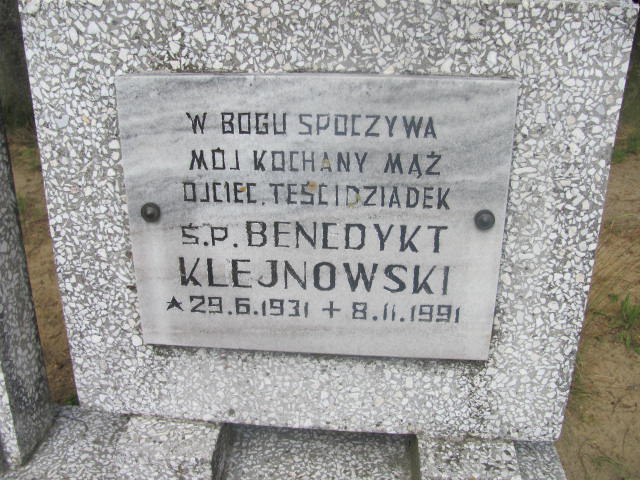 W BOGU SPOCZYWA
MÓJ KOCHANY MĄŻ
OJCIEC, TEŚĆ I DZIADEK
Ś.P. BENEDYKT
KLEJNOWSKI
★ 29.6.1931 + 8.11.1991